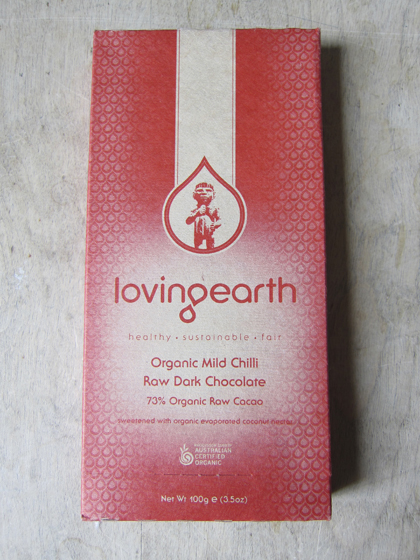 lovingearth
healthy • sustainable • fair
Organic Mild Chilli
Raw Dark Chocolate
73% Organic Raw Cacao
sweetened with organic evaporated coconut nectar
AUSTRALIAN
CERTIFIED
ORGANIC
Net Wt 100g e (3.5oz)